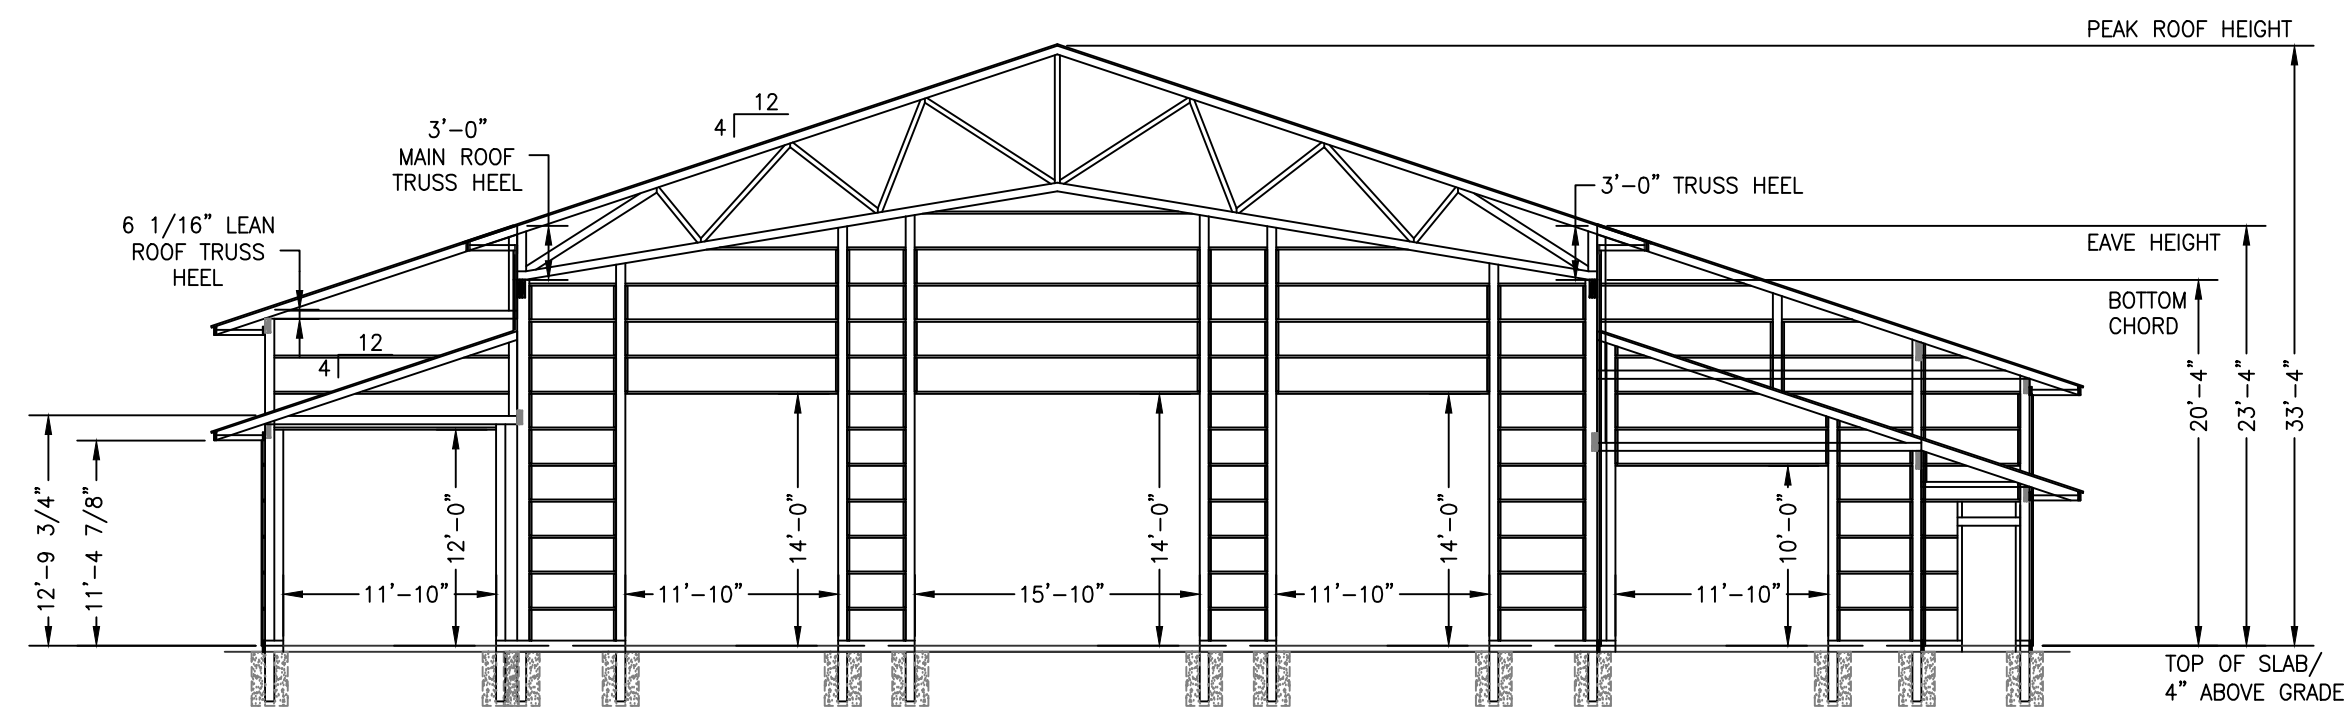 PEAK ROOF HEIGHT
12
4
3'-0"
MAIN ROOF
TRUSS HEEL
3'-0" TRUSS HEEL
6 1/16" LEAN
ROOF TRUSS
HEEL
EAVE HEIGHT
BOTTOM
CHORD
12
4
20'-4"
23'-4"
33'-4"
12'-9 3/4"
11'-4 7/8"
12'-0"
14'-0"
14'-0"
14'-0"
10'-0"
11'-10"
11'-10"
15'-10"
11'-10"
11'-10"
TOP OF SLAB/
4" ABOVE GRADE